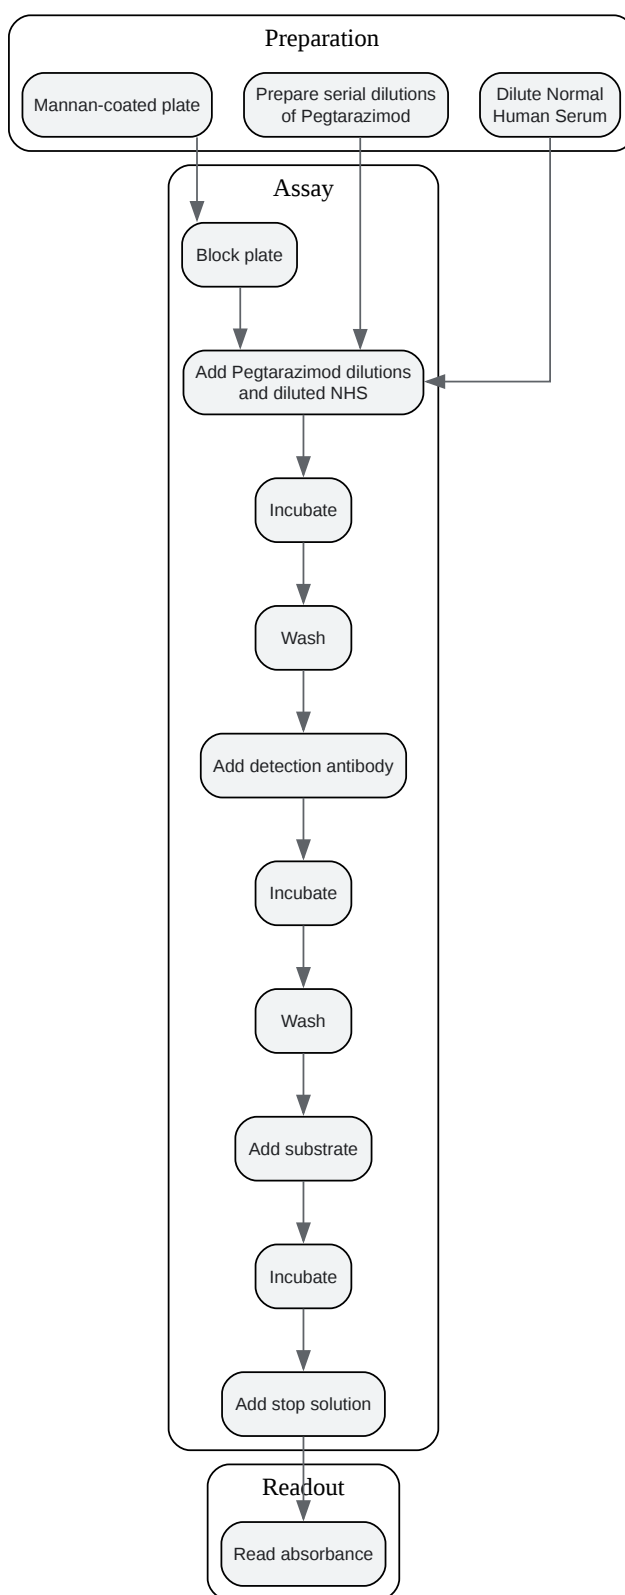 Preparation
Mannan-coated plate
Prepare serial dilutions
of Pegtarazimod
Dilute Normal
Human Serum
Assay
Block plate
Add Pegtarazimod dilutions
and diluted NHS
Incubate
Wash
Add detection antibody
Incubate
Wash
Add substrate
Incubate
Add stop solution
Readout
Read absorbance